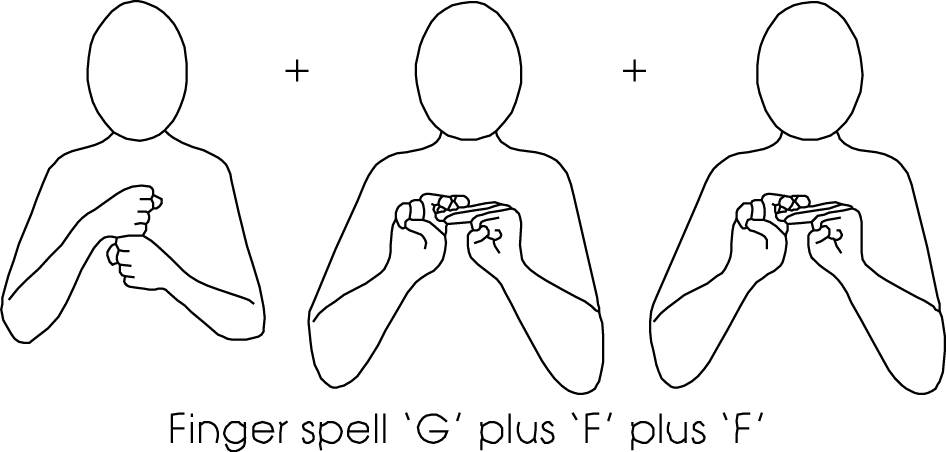 + +
Finger spell ‘G’ plus ‘F’ plus ‘F’